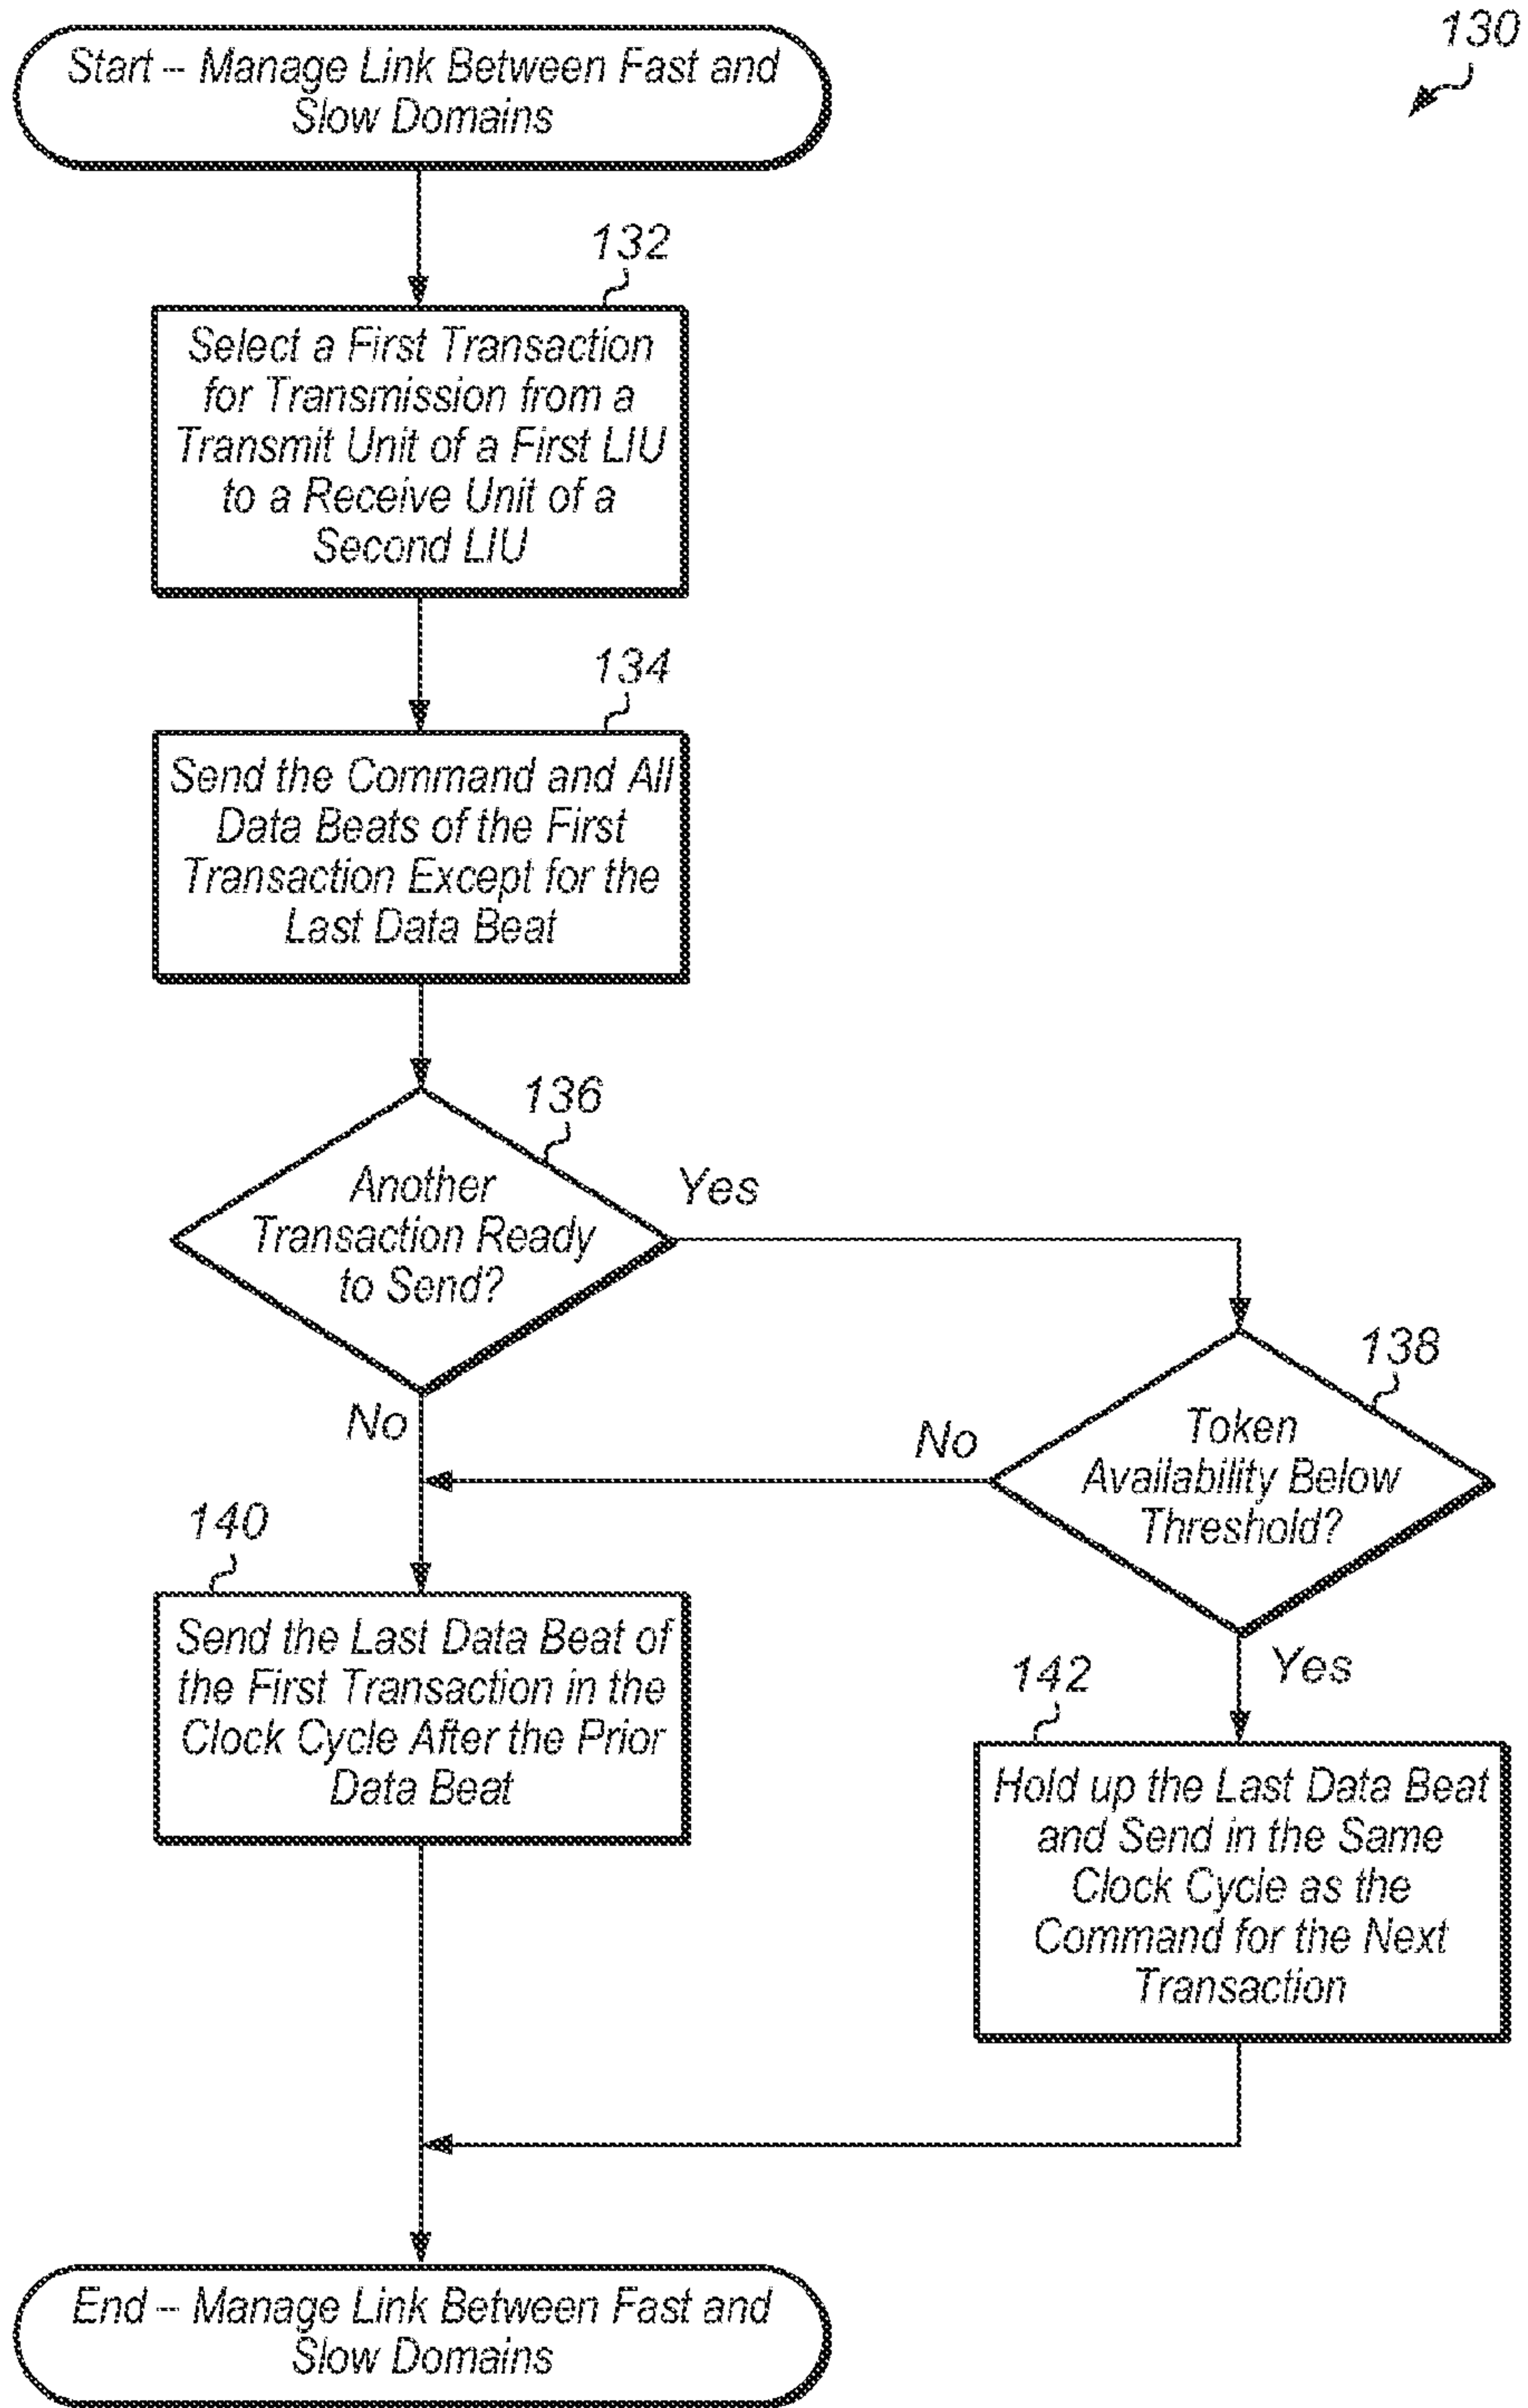 130
Start -- Manage Link Between Fast and
Slow Domains
132
Select a First Transaction
for Transmission from a
Transmit Unit of a First LIU
to a Receive Unit of a
Second LIU
134
Send the Command and All
Data Beats of the First
Transaction Except for the
Last Data Beat
136
Another
Transaction Ready
to Send?
Yes
No
138
Token
Availability Below
Threshold?
No
Yes
140
Send the Last Data Beat of
the First Transaction in the
Clock Cycle After the Prior
Data Beat
142
Hold up the Last Data Beat
and Send in the Same
Clock Cycle as the
Command for the Next
Transaction
End -- Manage Link Between Fast and
Slow Domains